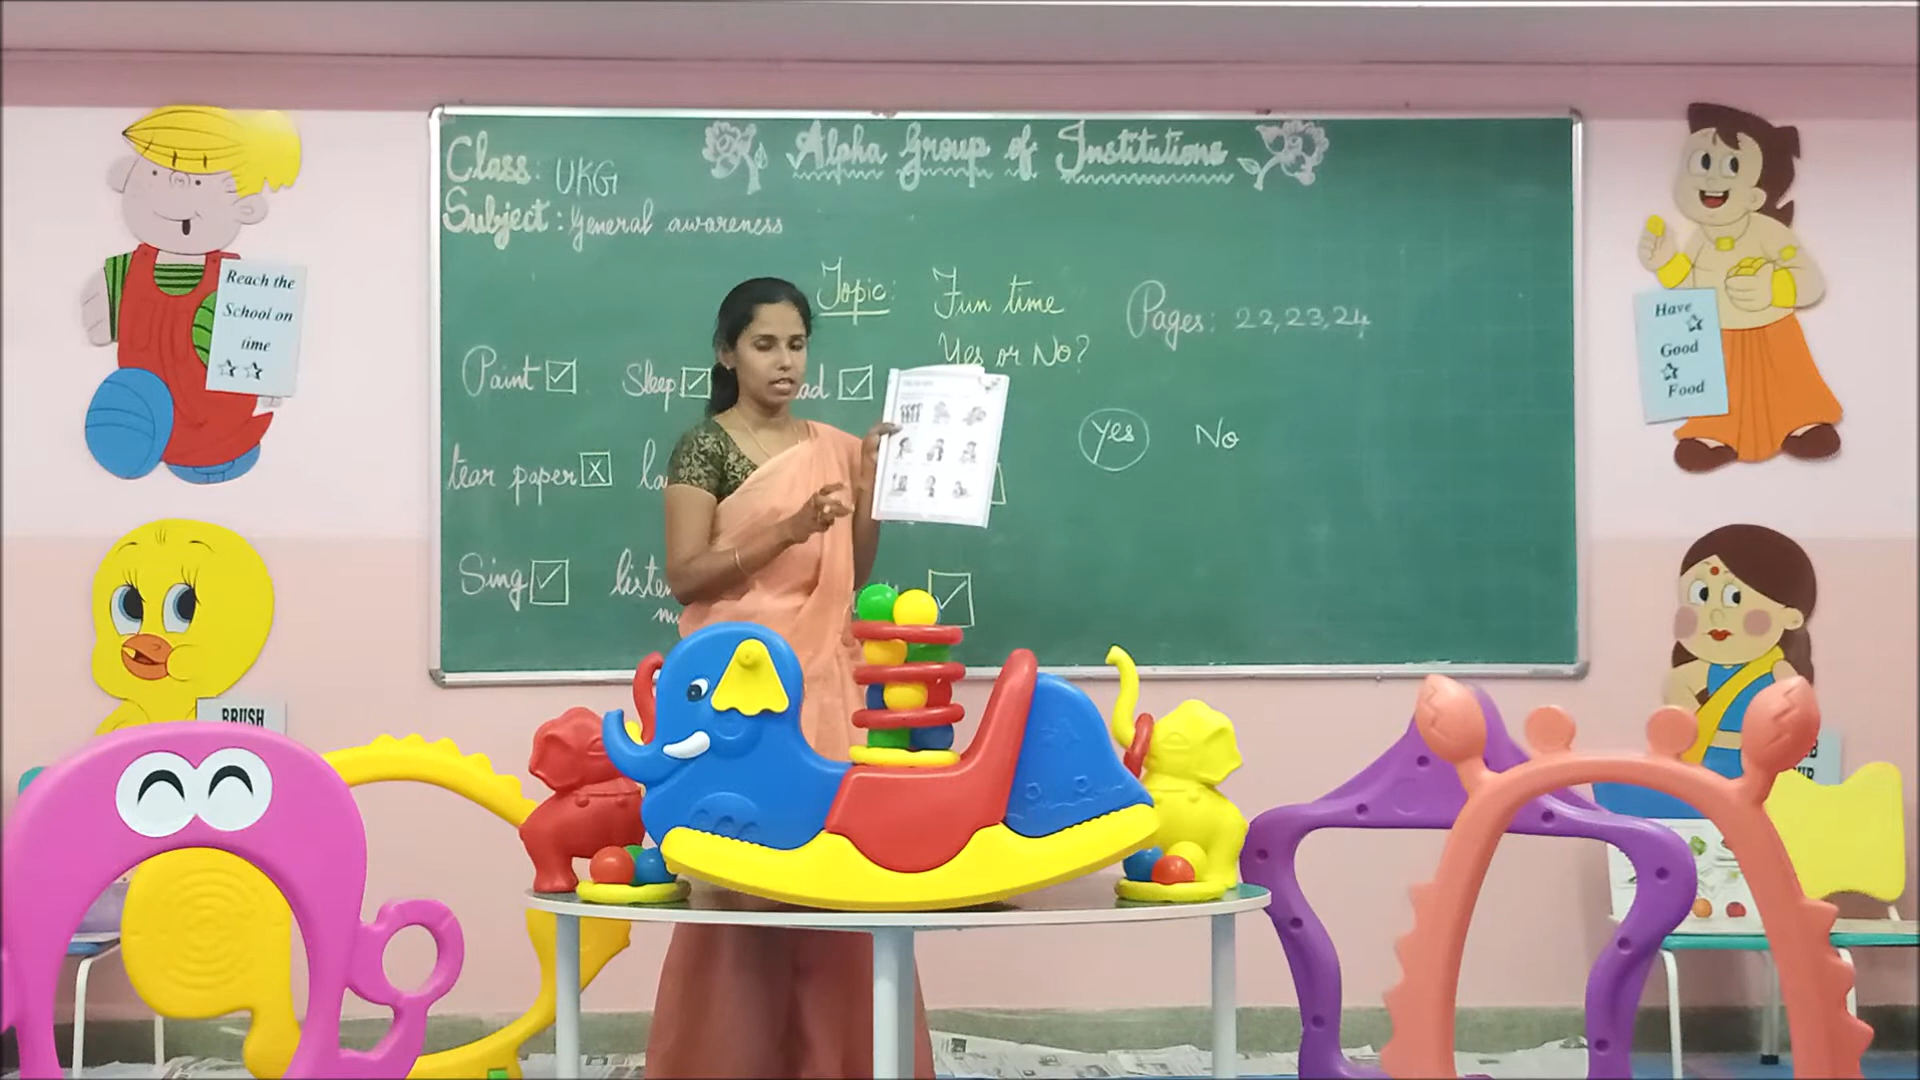 Alpha Group of Institutions
Class: UKG
Subject: General awareness
Topic: Fun time
Yes or No?
Pages: 22,23,24
Paint Sleep
tear paper
Sing
Yes No
Reach the
School on
time
Have
Good
Food
BRUSH